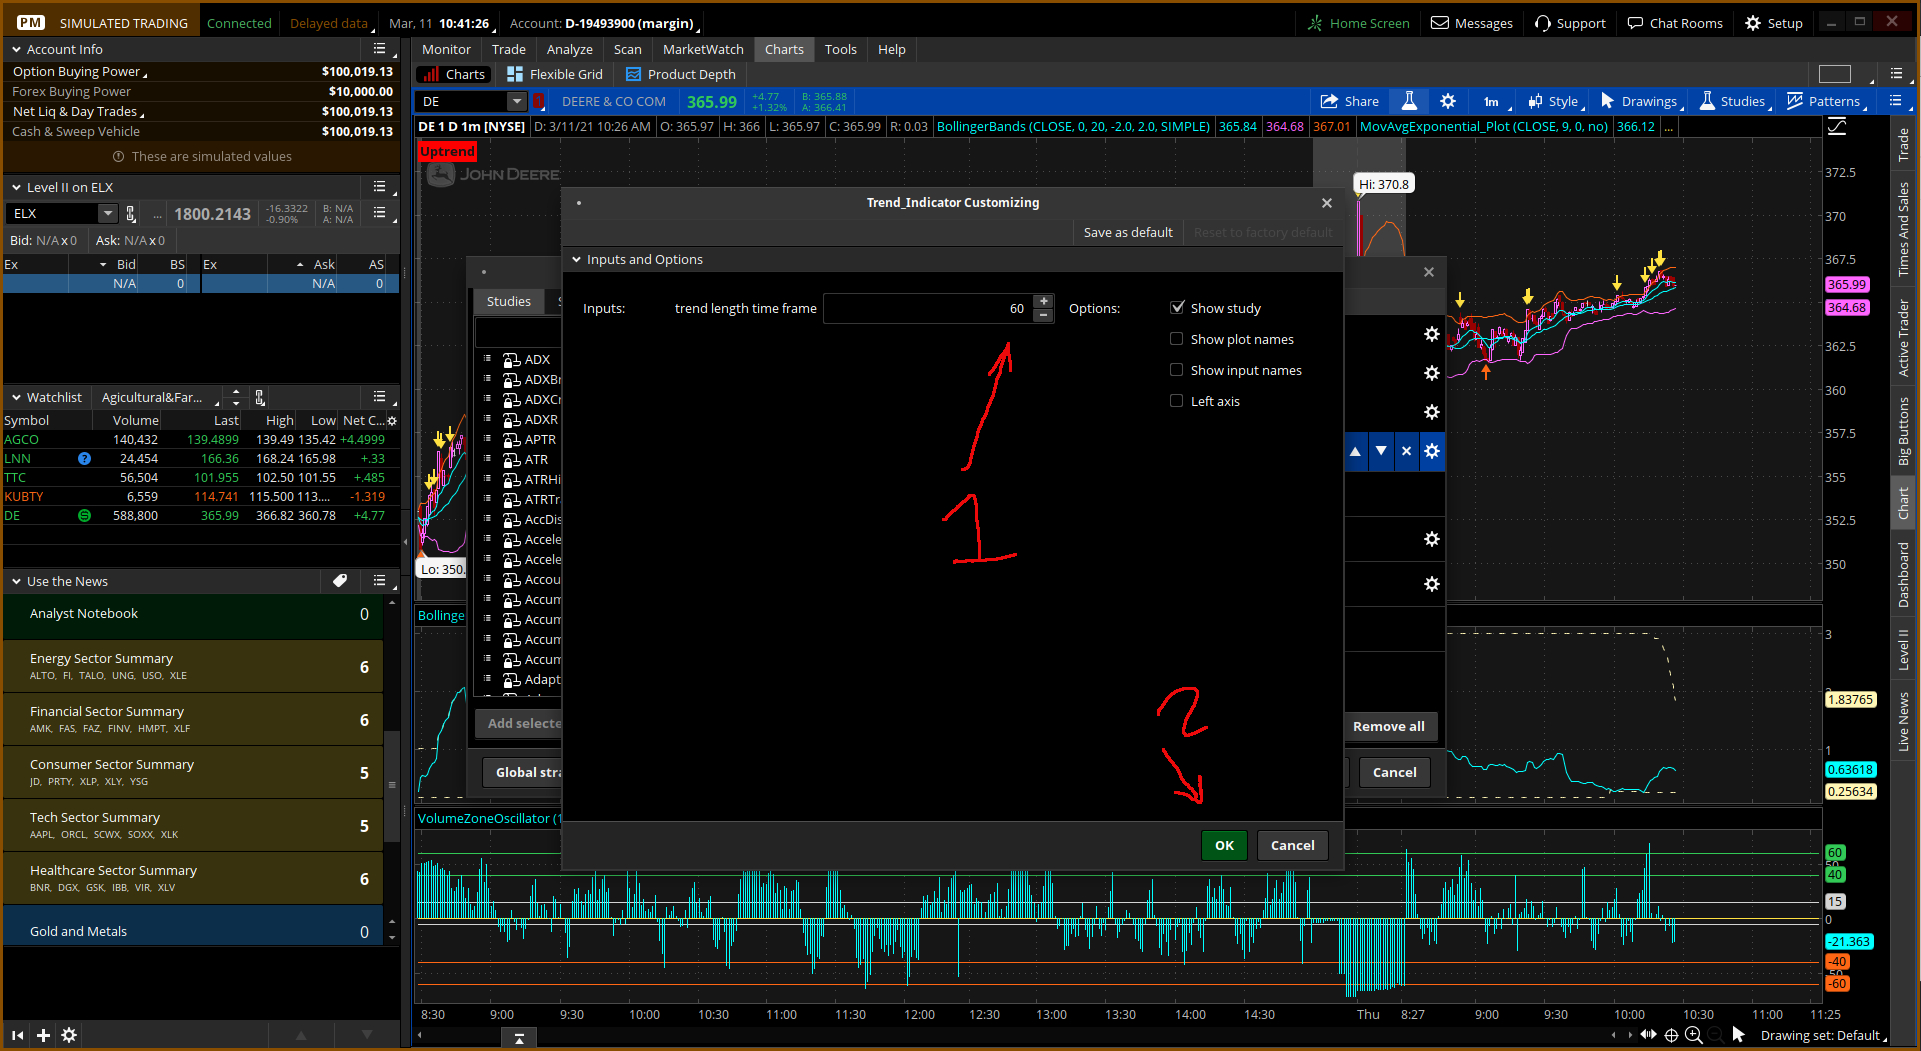 PM SIMULATED TRADING Connected Delayed data Mar, 11 10:41:26 Account: D-19493900 (margin) Home Screen Messages Support Chat Rooms Setup
Account Info
Option Buying Power $100,019.13
Forex Buying Power $10,000.00
Net Liq & Day Trades $100,019.13
Cash & Sweep Vehicle $100,019.13
These are simulated values
Level II on ELX
ELX ... 1800.2143 -16.3322 -0.90% B: N/A A: N/A
Bid: N/A x 0 Ask: N/A x 0
Ex Bid BS Ex Ask AS
N/A 0 N/A 0
Watchlist Agicultural&Far...
Symbol Volume Last High Low Net C...
AGCO 140,432 139.4899 139.49 135.42 +4.4999
LNN 24,454 166.36 168.24 165.98 +.33
TTC 56,504 101.955 102.50 101.55 +.485
KUBTY 6,559 114.741 115.500 113.... -1.319
DE 588,800 365.99 366.82 360.78 +4.77
Use the News
Analyst Notebook 0
Energy Sector Summary 6
ALTO, FI, TALO, UNG, USO, XLE
Financial Sector Summary 6
AMK, FAS, FAZ, FINV, HMPT, XLF
Consumer Sector Summary 5
JD, PRTY, XLP, XLY, YSG
Tech Sector Summary 5
AAPL, ORCL, SCWX, SOXX, XLK
Healthcare Sector Summary 6
BNR, DGX, GSK, IBB, VIR, XLV
Gold and Metals 0
Monitor Trade Analyze Scan MarketWatch Charts Tools Help
Charts Flexible Grid Product Depth
DE DEERE & CO COM 365.99 +4.77 +1.32% B: 365.88 A: 366.41 Share 1m Style Drawings Studies Patterns
DE 1 D 1m [NYSE] D: 3/11/21 10:26 AM O: 365.97 H: 366 L: 365.97 C: 365.99 R: 0.03 BollingerBands (CLOSE, 0, 20, -2.0, 2.0, SIMPLE) 365.84 364.68 367.01 MovAvgExponential_Plot (CLOSE, 9, 0, no) 366.12 ...
Uptrend
JOHN DEERE
Hi: 370.8
Lo: 350.
372.5
370
367.5
365.99
364.68
362.5
360
357.5
355
352.5
350
Trend_Indicator Customizing
Save as default Reset to factory default
Inputs and Options
Inputs: trend length time frame 60 Options: Show study
Show plot names
Show input names
Left axis
1
2
OK Cancel
Studies S
ADX
ADXBr
ADXCr
ADXR
APTR
ATR
ATRHi
ATRTr
AccDis
Accele
Accele
Accou
Accum
Accum
Accum
Accum
Adapt
Add selecte
Global stra
Remove all
Cancel
Bollinge
3
1.83765
1
0.63618
0.25634
VolumeZoneOscillator (1
60
50
40
15
0
-21.363
-40
-50
-60
8:30 9:00 9:30 10:00 10:30 11:00 11:30 12:00 12:30 13:00 13:30 14:00 14:30 Thu 8:27 9:00 9:30 10:00 10:30 11:00 11:25
Drawing set: Default
Trade
Times And Sales
Active Trader
Big Buttons
Chart
Dashboard
Level II
Live News